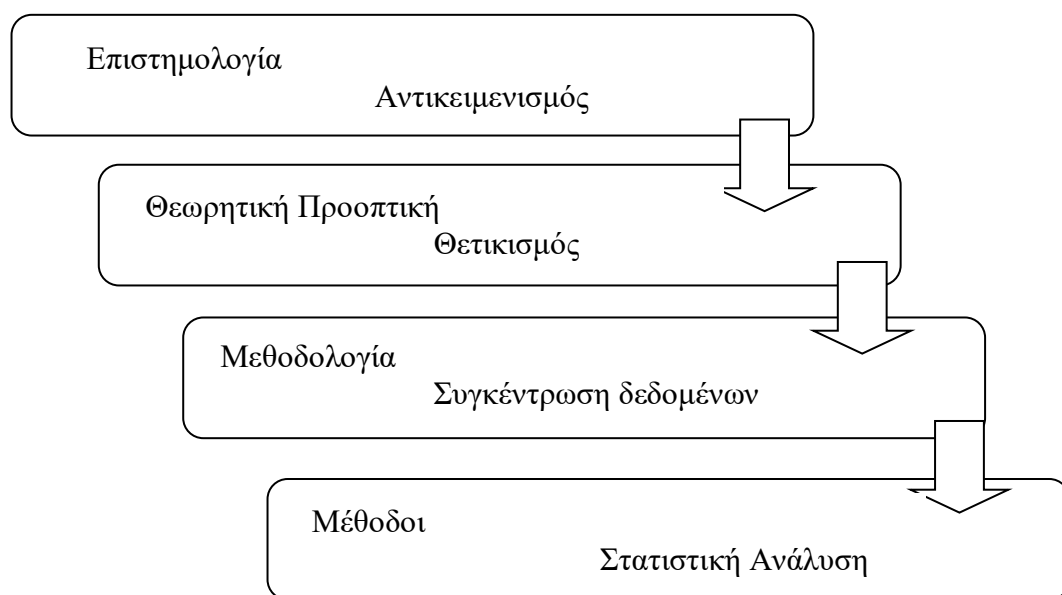 Επιστημολογία
Αντικειμενισμός
Θεωρητική Προοπτική
Θετικισμός
Μεθοδολογία
Συγκέντρωση δεδομένων
Μέθοδοι
Στατιστική Ανάλυση